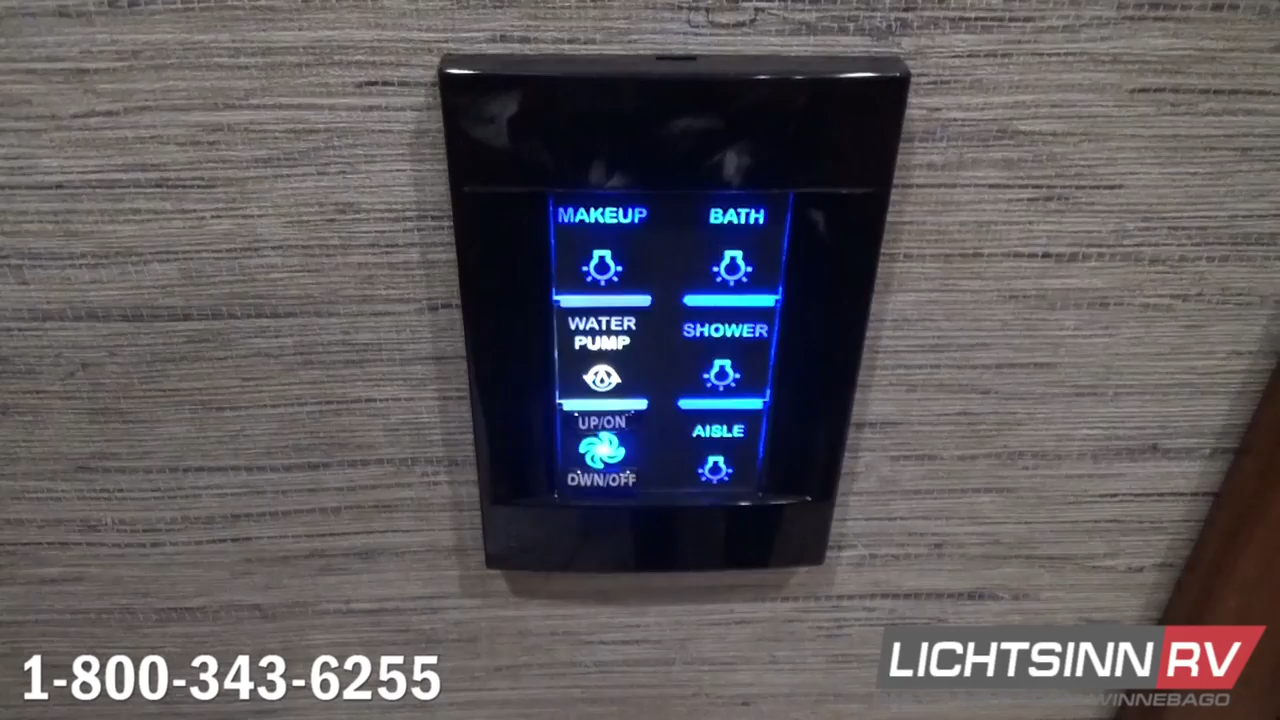 MAKEUP
BATH
WATER
PUMP
SHOWER
UP/ON
DWN/OFF
AISLE
1-800-343-6255
LICHTSINN RV
WINNEBAGO